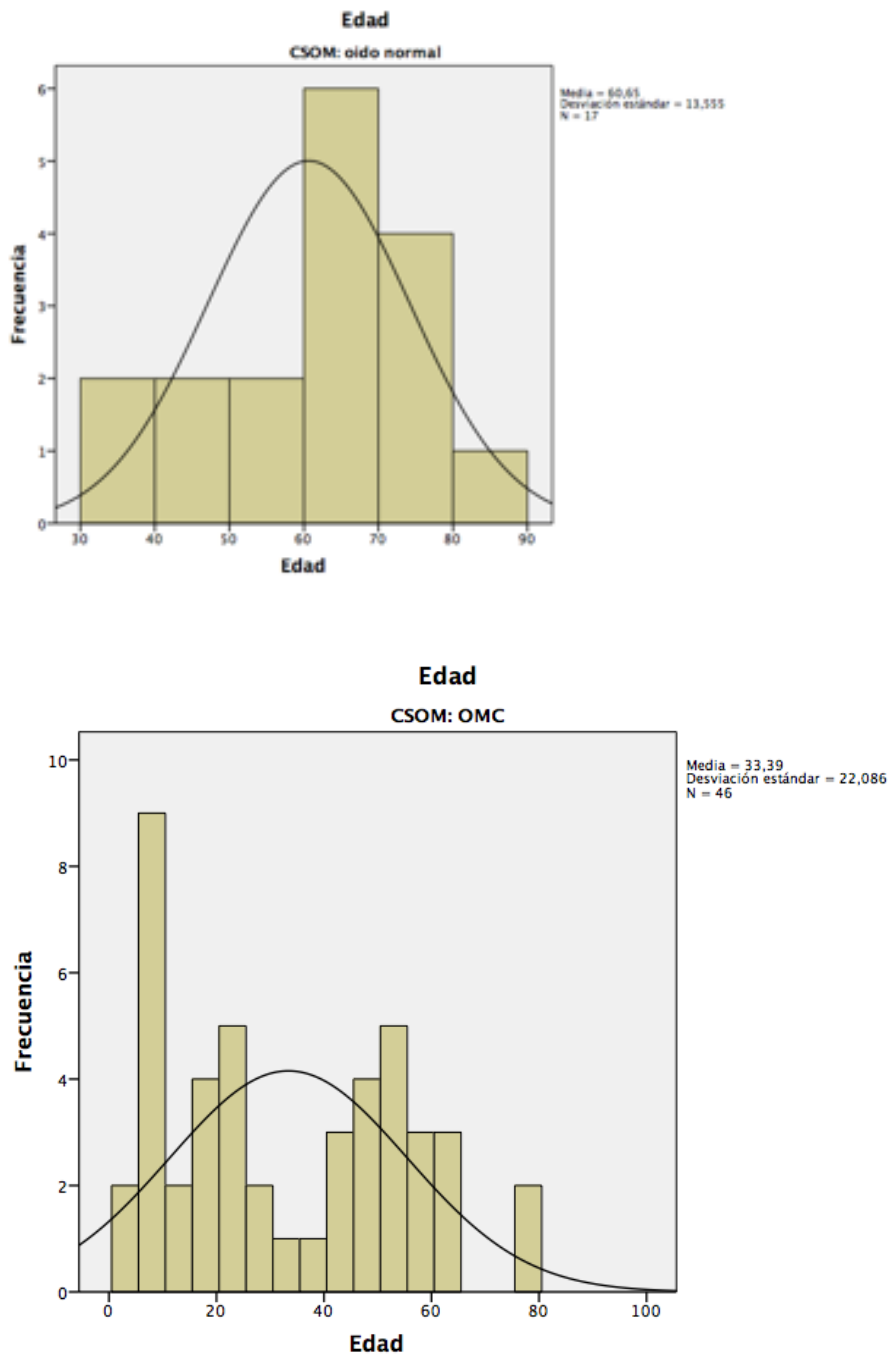 Edad
CSOM: oido normal
Media = 60,65
Desviación estándar = 13,555
N = 17
6
5
4
3
2
1
0
Frecuencia
30 40 50 60 70 80 90
Edad
Edad
CSOM: OMC
Media = 33,39
Desviación estándar = 22,086
N = 46
10
8
6
4
2
0
Frecuencia
0 20 40 60 80 100
Edad